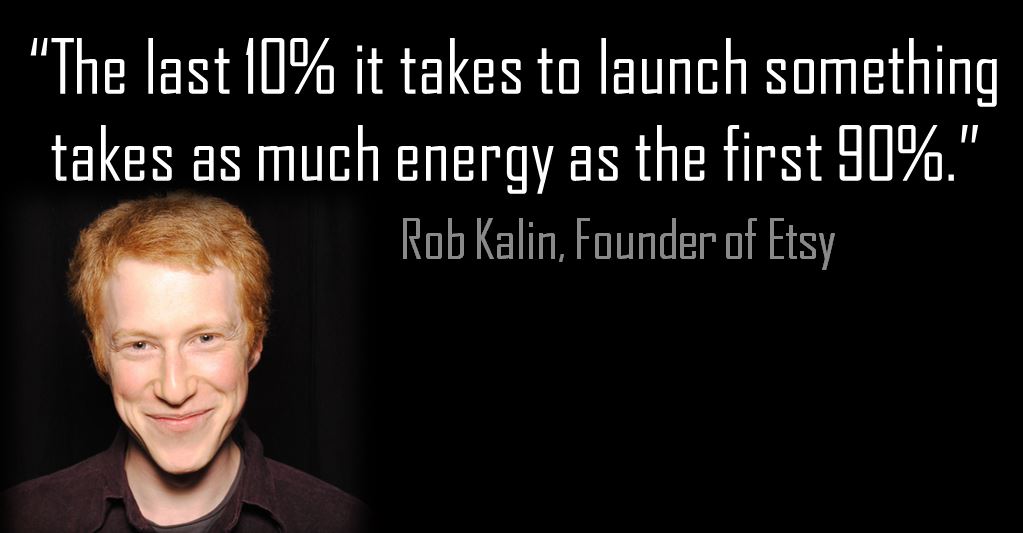 “The last 10% it takes to launch something
takes as much energy as the first 90%.”
Rob Kalin, Founder of Etsy